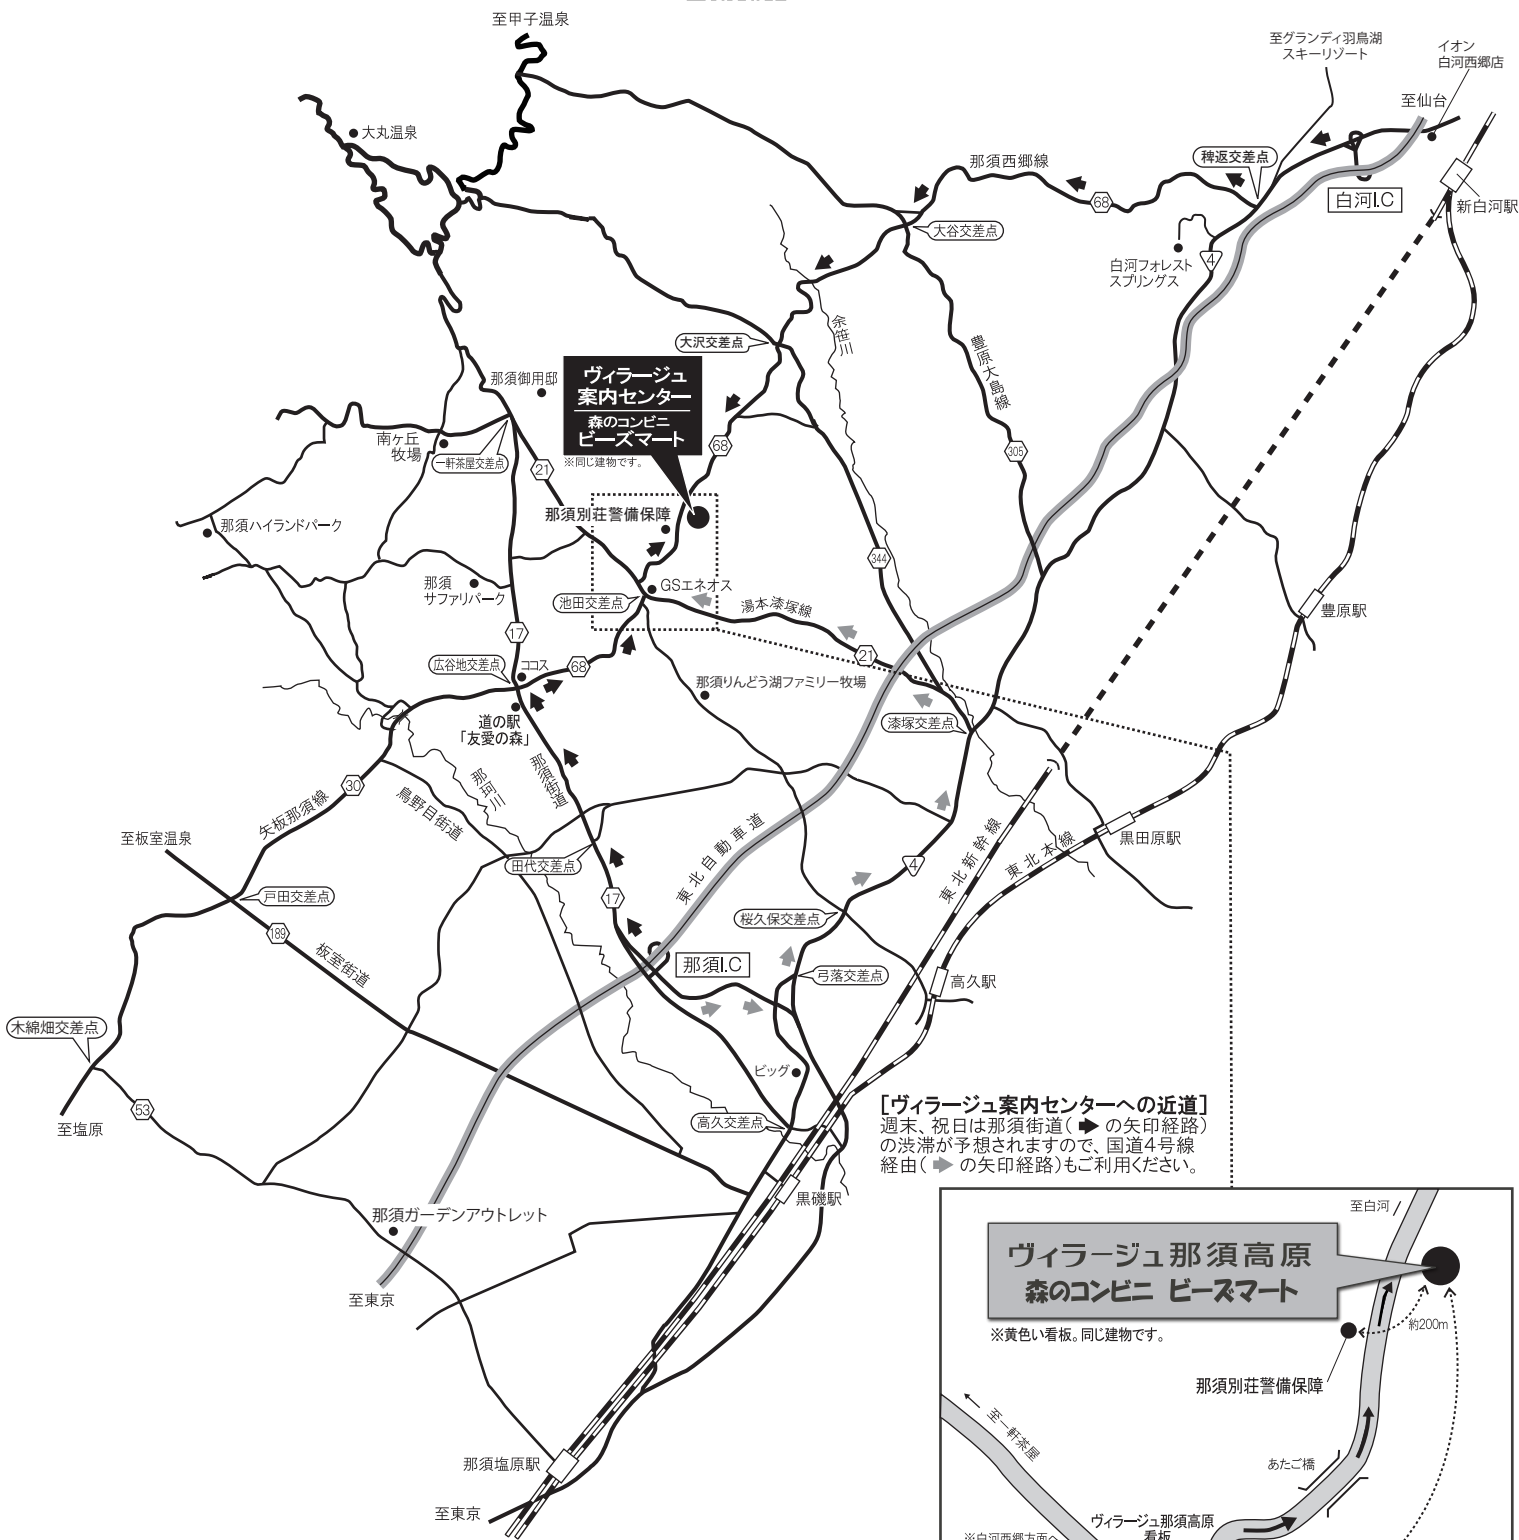 至甲子温泉
至グランディ羽鳥湖
スキーリゾート
イオン
白河西郷店
至仙台
大丸温泉
那須西郷線
稗返交差点
68
白河I.C
新白河駅
大谷交差点
白河フォレスト
スプリングス
4
余笹川
大沢交差点
豊原大島線
那須御用邸
ヴィラージュ
案内センター
森のコンビニ
ビーズマート
※同じ建物です。
南ヶ丘
牧場
一軒茶屋交差点
21
68
305
那須ハイランドパーク
那須別荘警備保障
344
那須
サファリパーク
GSエネオス
池田交差点
湯本漆塚線
豊原駅
17
21
広谷地交差点
ココス
68
那須りんどう湖ファミリー牧場
道の駅
「友愛の森」
漆塚交差点
那須街道
那珂川
30
矢板那須線
鳥野目街道
至板室温泉
田代交差点
東北自動車道
4
東北新幹線
東北本線
黒田原駅
戸田交差点
17
桜久保交差点
189
板室街道
那須I.C
弓落交差点
高久駅
木綿畑交差点
ビッグ
53
至塩原
高久交差点
[ヴィラージュ案内センターへの近道]
週末、祝日は那須街道(➡の矢印経路)
の渋滞が予想されますので、国道4号線
経由(➡の矢印経路)もご利用ください。
黒磯駅
那須ガーデンアウトレット
至東京
至白河
ヴィラージュ那須高原
森のコンビニ ビーズマート
※黄色い看板。同じ建物です。
約200m
那須別荘警備保障
至一軒茶屋
あたご橋
那須塩原駅
至東京
ヴィラージュ那須高原
看板
※白河西郷方面へ